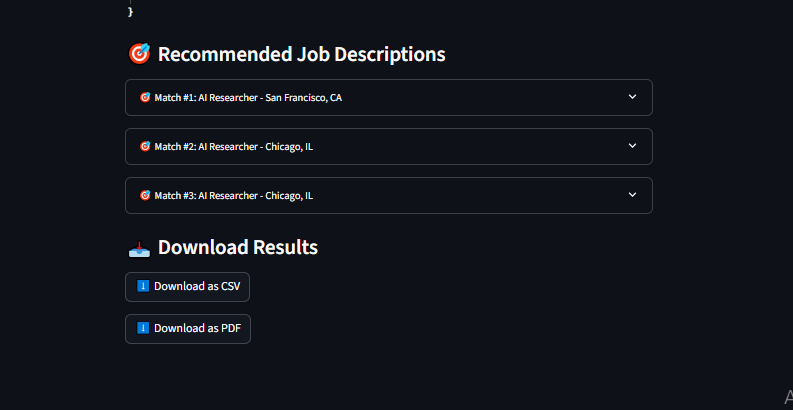 }
🎯 Recommended Job Descriptions
🎯 Match #1: AI Researcher - San Francisco, CA
🎯 Match #2: AI Researcher - Chicago, IL
🎯 Match #3: AI Researcher - Chicago, IL
📥 Download Results
⬇️ Download as CSV
⬇️ Download as PDF
A